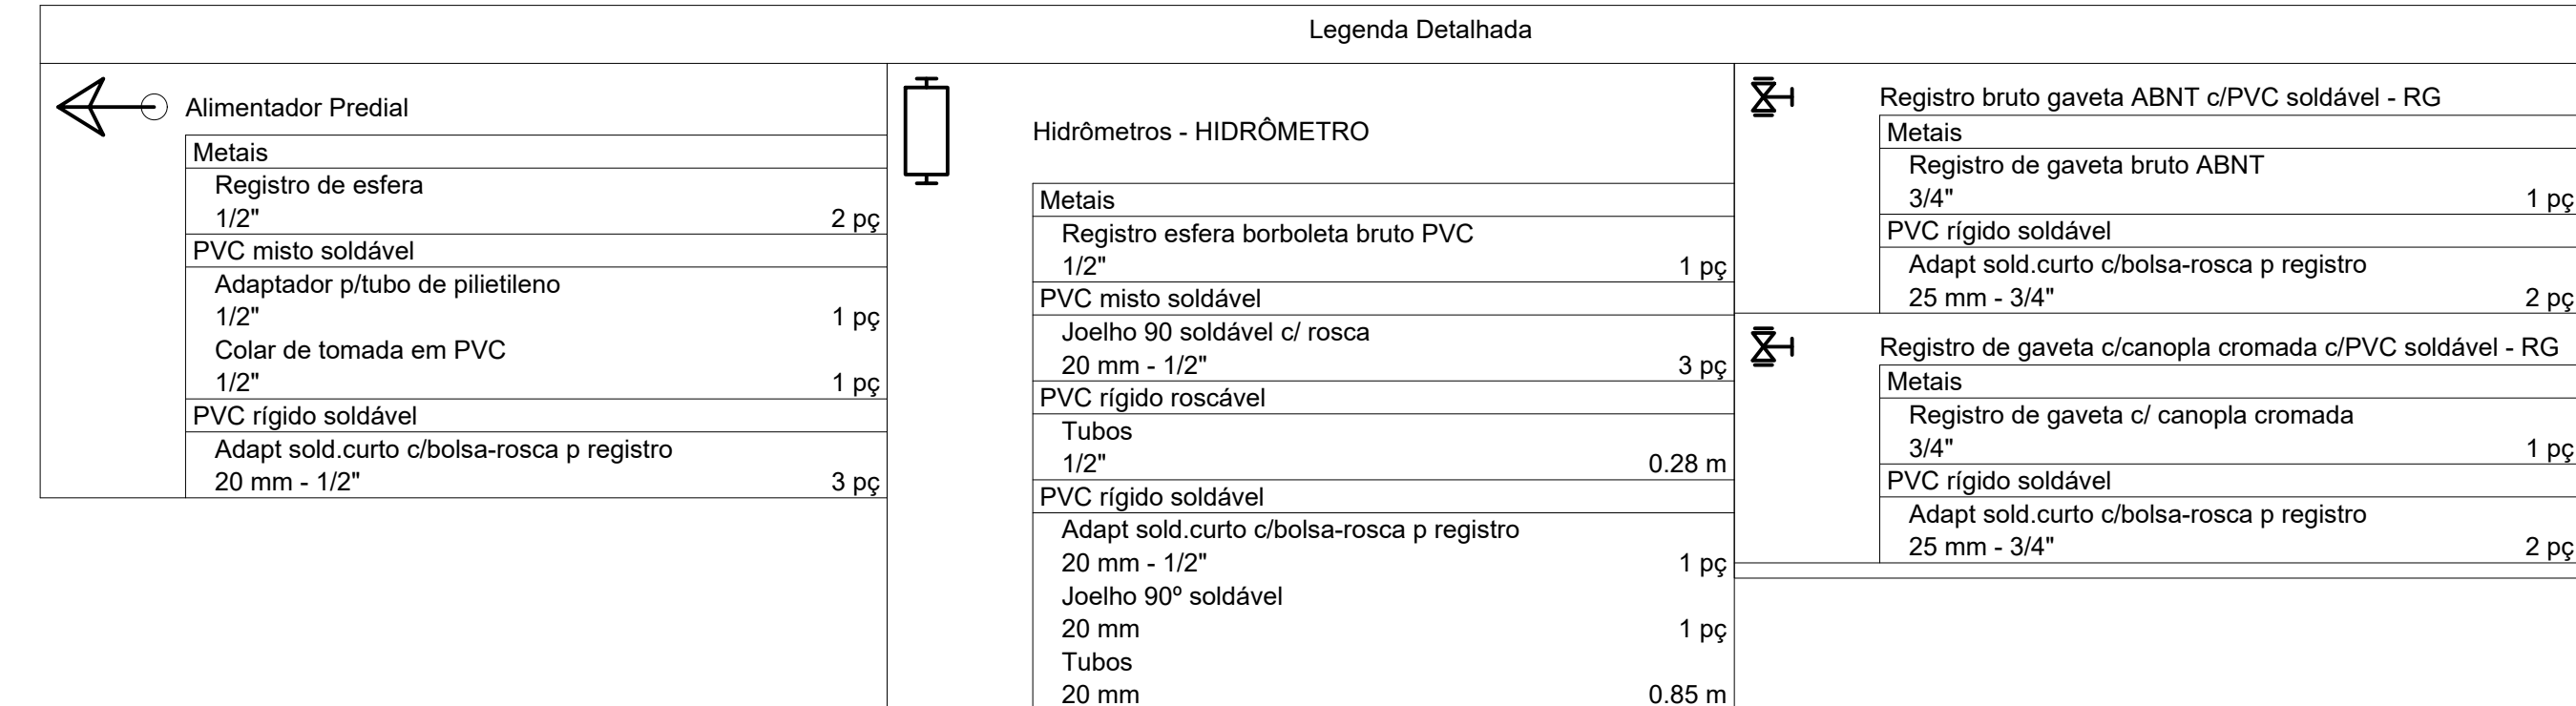 Legenda Detalhada
Alimentador Predial
Metais
Registro de esfera
1/2" 2 pç
PVC misto soldável
Adaptador p/tubo de pilietileno
1/2" 1 pç
Colar de tomada em PVC
1/2" 1 pç
PVC rígido soldável
Adapt sold.curto c/bolsa-rosca p registro
20 mm - 1/2" 3 pç
Hidrômetros - HIDRÔMETRO
Metais
Registro esfera borboleta bruto PVC
1/2" 1 pç
PVC misto soldável
Joelho 90 soldável c/ rosca
20 mm - 1/2" 3 pç
PVC rígido roscável
Tubos
1/2" 0.28 m
PVC rígido soldável
Adapt sold.curto c/bolsa-rosca p registro
20 mm - 1/2" 1 pç
Joelho 90º soldável
20 mm 1 pç
Tubos
20 mm 0.85 m
Registro bruto gaveta ABNT c/PVC soldável - RG
Metais
Registro de gaveta bruto ABNT
3/4" 1 pç
PVC rígido soldável
Adapt sold.curto c/bolsa-rosca p registro
25 mm - 3/4" 2 pç
Registro de gaveta c/canopla cromada c/PVC soldável - RG
Metais
Registro de gaveta c/ canopla cromada
3/4" 1 pç
PVC rígido soldável
Adapt sold.curto c/bolsa-rosca p registro
25 mm - 3/4" 2 pç